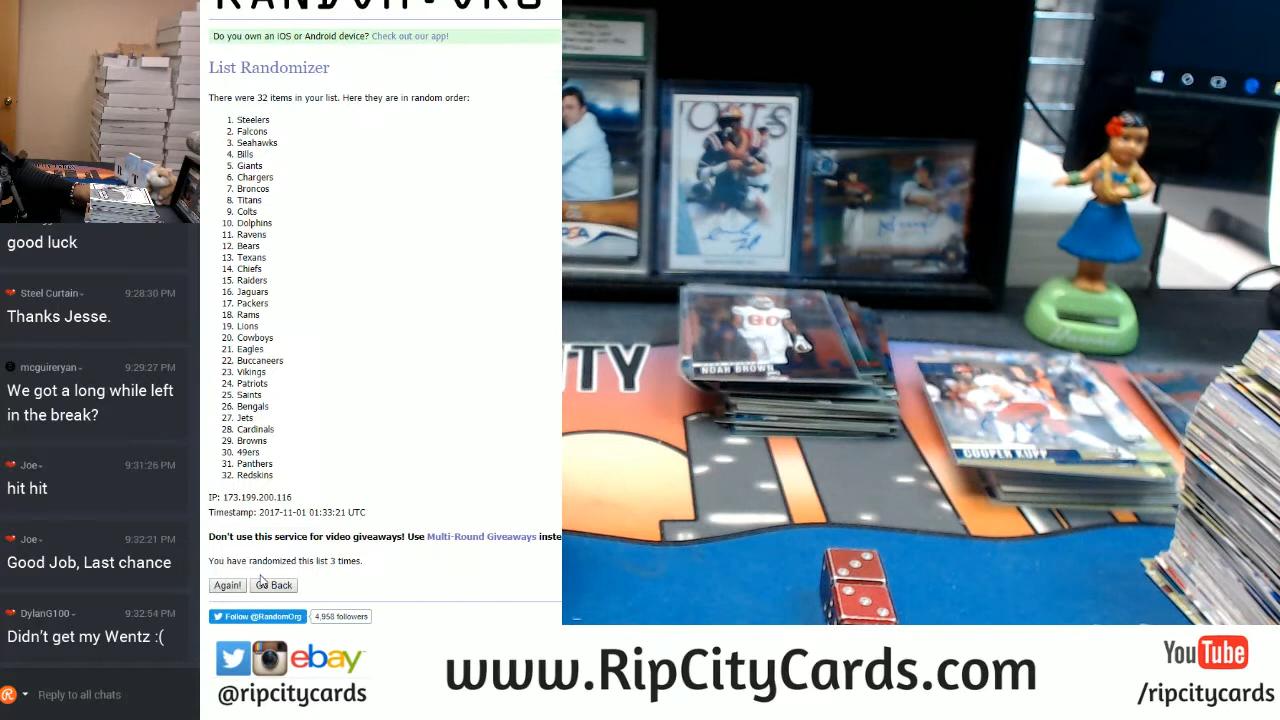 RANDOM.ORG
Do you own an iOS or Android device? Check out our app!
List Randomizer
There were 32 items in your list. Here they are in random order:
1. Steelers
2. Falcons
3. Seahawks
4. Bills
5. Giants
6. Chargers
7. Broncos
8. Titans
9. Colts
10. Dolphins
11. Ravens
12. Bears
13. Texans
14. Chiefs
15. Raiders
16. Jaguars
17. Packers
18. Rams
19. Lions
20. Cowboys
21. Eagles
22. Buccaneers
23. Vikings
24. Patriots
25. Saints
26. Bengals
27. Jets
28. Cardinals
29. Browns
30. 49ers
31. Panthers
32. Redskins
IP: 173.199.200.116
Timestamp: 2017-11-01 01:33:21 UTC
Don't use this service for video giveaways! Use Multi-Round Giveaways inste
You have randomized this list 3 times.
Again! Go Back
Follow @RandomOrg 4,958 followers
good luck
Steel Curtain 9:28:30 PM
Thanks Jesse.
mcguireryan 9:29:27 PM
We got a long while left
in the break?
Joe 9:31:26 PM
hit hit
Joe 9:32:21 PM
Good Job, Last chance
DylanG100 9:32:54 PM
Didn't get my Wentz :(
Reply to all chats
PSA
NOAH BROWN
COOPER KUPP
ebay
@ripcitycards
www.RipCityCards.com
YouTube
/ripcitycards